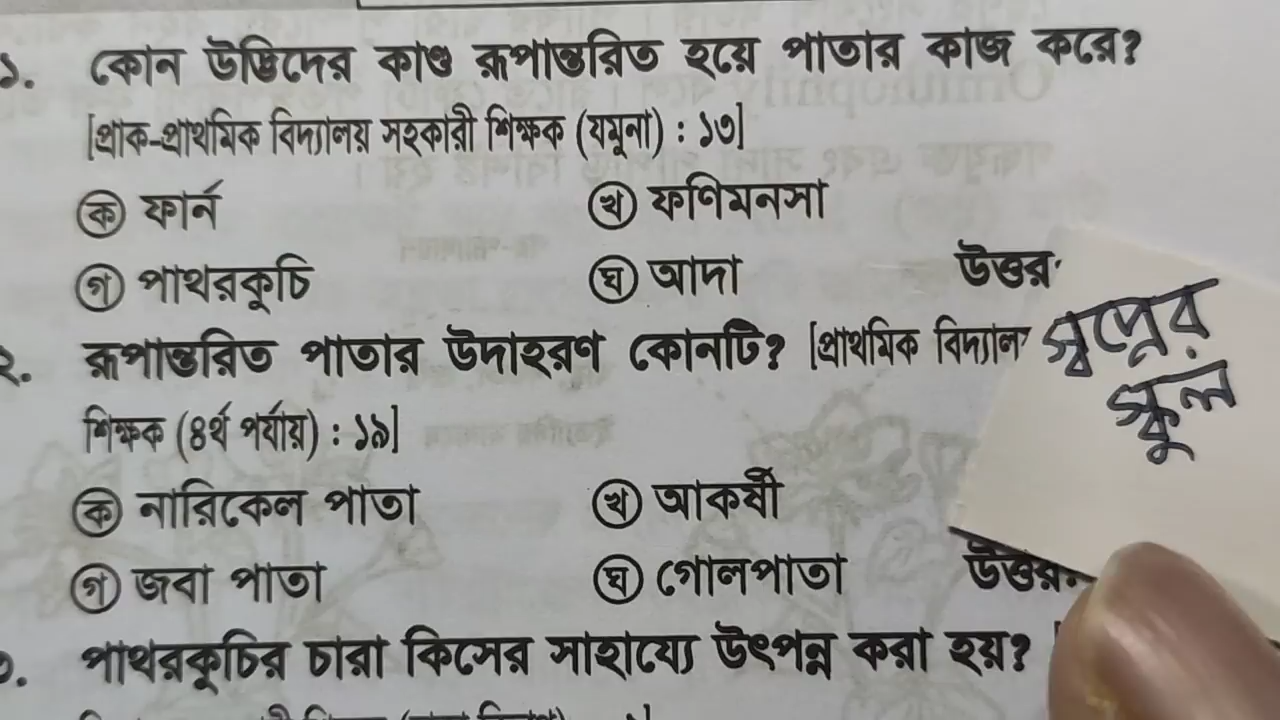 ১. কোন উদ্ভিদের কাণ্ড রূপান্তরিত হয়ে পাতার কাজ করে?
[প্রাক-প্রাথমিক বিদ্যালয় সহকারী শিক্ষক (যমুনা) : ১৩]
ক ফার্ন খ ফণিমনসা
গ পাথরকুচি ঘ আদা উত্তর
২. রূপান্তরিত পাতার উদাহরণ কোনটি? [প্রাথমিক বিদ্যাল
স্বপ্নের
স্কুল
শিক্ষক (৪র্থ পর্যায়) : ১৯]
ক নারিকেল পাতা খ আকর্ষী
গ জবা পাতা ঘ গোলপাতা উত্তর:
৩. পাথরকুচির চারা কিসের সাহায্যে উৎপন্ন করা হয়?